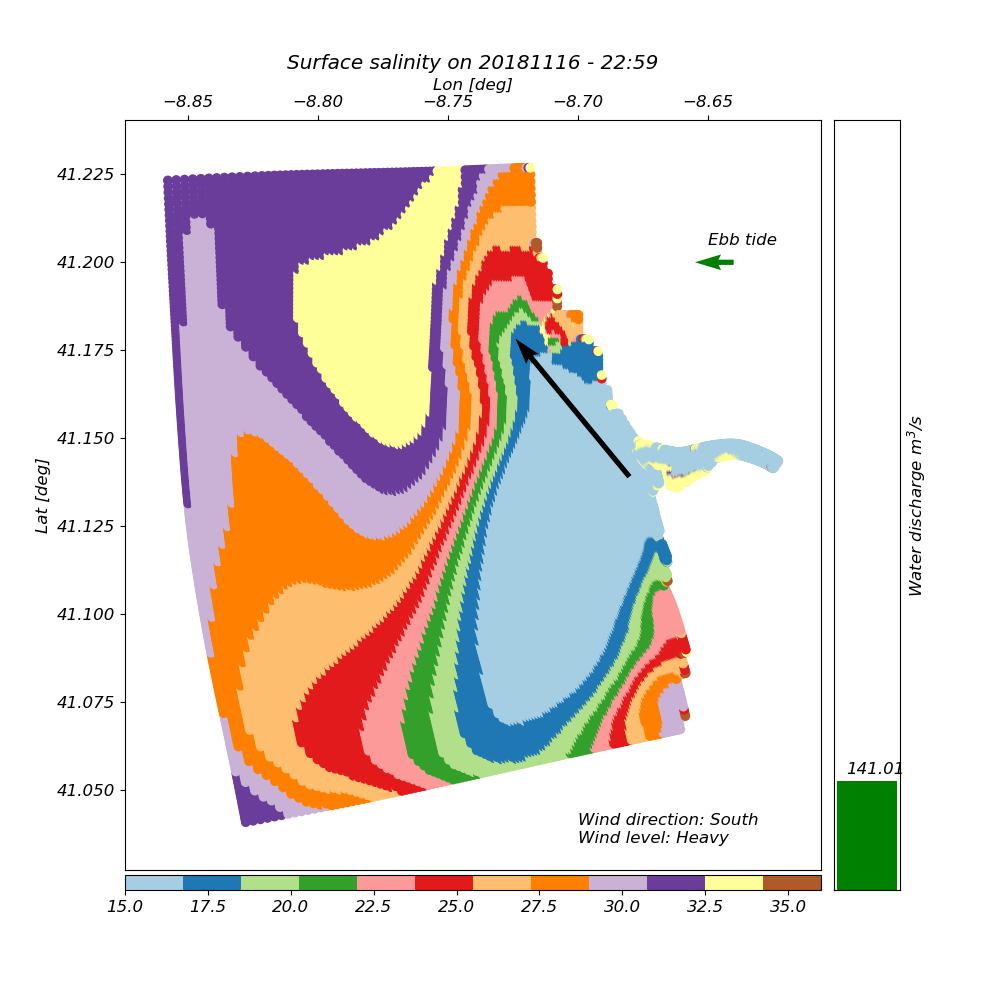 Surface salinity on 20181116 - 22:59
Lon [deg]
−8.85 −8.80 −8.75 −8.70 −8.65
41.225
41.200
41.175
41.150
41.125
41.100
41.075
41.050
Lat [deg]
Ebb tide
Wind direction: South
Wind level: Heavy
15.0 17.5 20.0 22.5 25.0 27.5 30.0 32.5 35.0
141.01
Water discharge m³/s